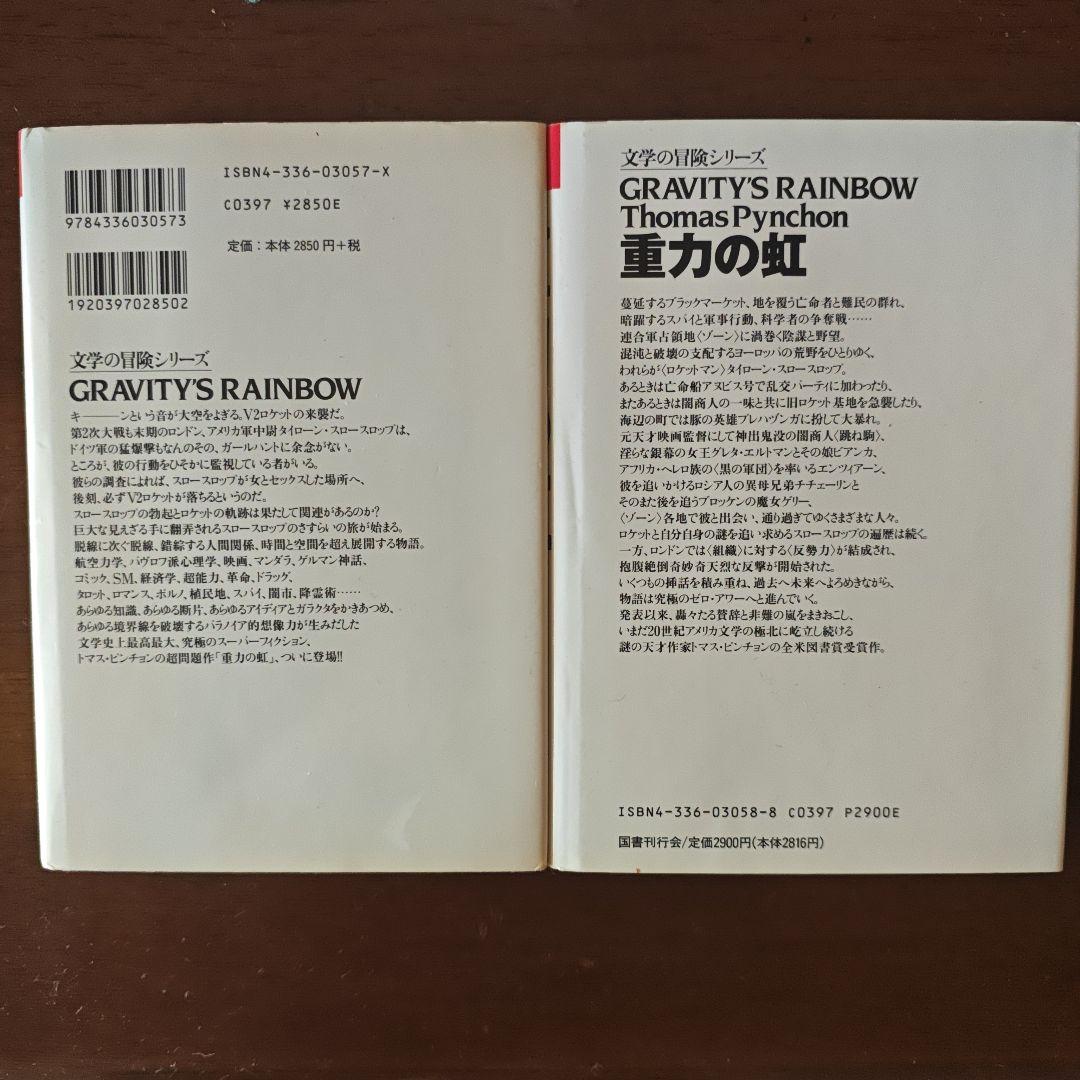 ISBN4-336-03057-X
9784336030573
C0397 ¥2850E
定価：本体2850円+税
1920397028502
文学の冒険シリーズ
GRAVITY'S RAINBOW
キ――ンという音が大空をよぎる。V2ロケットの来襲だ。
第2次大戦も末期のロンドン、アメリカ軍中尉タイローン・スロースロップは、
ドイツ軍の猛爆撃もなんのその、ガールハントに余念がない。
ところが、彼の行動をひそかに監視している者がいる。
彼らの調査によれば、スロースロップが女とセックスした場所へ、
後刻、必ずV2ロケットが落ちるというのだ。
スロースロップの勃起とロケットの軌跡は果たして関連があるのか?
巨大な見えざる手に翻弄されるスロースロップのさすらいの旅が始まる。
脱線に次ぐ脱線、錯綜する人間関係、時間と空間を超え展開する物語。
航空力学、パヴロフ派心理学、映画、マンダラ、ゲルマン神話、
コミック、SM、経済学、超能力、革命、ドラッグ、
タロット、ロマンス、ポルノ、植民地、スパイ、闇市、降霊術……
あらゆる知識、あらゆる断片、あらゆるアイディアとガラクタをかきあつめ、
あらゆる境界線を破壊するパラノイア的想像力が生みだした
文学史上最高最大、究極のスーパーフィクション、
トマス・ピンチョンの超問題作「重力の虹」、ついに登場!!
文学の冒険シリーズ
GRAVITY'S RAINBOW
Thomas Pynchon
重力の虹
蔓延するブラックマーケット、地を覆う亡命者と難民の群れ、
暗躍するスパイと軍事行動、科学者の争奪戦……
連合軍占領地〈ゾーン〉に渦巻く陰謀と野望。
混沌と破壊の支配するヨーロッパの荒野をひとりゆく、
われらが〈ロケットマン〉タイローン・スロースロップ。
あるときは亡命船アヌビス号で乱交パーティに加わったり、
またあるときは闇商人の一味と共に旧ロケット基地を急襲したり、
海辺の町では豚の英雄プレハヅンガに扮して大暴れ。
元天才映画監督にして神出鬼没の闇商人〈跳ね駒〉、
淫らな銀幕の女王グレタ・エルトマンとその娘ビアンカ、
アフリカ・ヘレロ族の〈黒の軍団〉を率いるエンツィアーン、
彼を追いかけるロシア人の異母兄弟チチェーリンと
そのまた後を追うブロッケンの魔女ゲリー、
〈ゾーン〉各地で彼と出会い、通り過ぎてゆくさまざまな人々。
ロケットと自分自身の謎を追い求めるスロースロップの遍歴は続く。
一方、ロンドンでは〈組織〉に対する〈反勢力〉が結成され、
抱腹絶倒奇妙奇天烈な反撃が開始された。
いくつもの挿話を積み重ね、過去へ未来へよろめきながら、
物語は究極のゼロ・アワーへと進んでいく。
発表以来、轟々たる賛辞と非難の嵐をまきおこし、
いまだ20世紀アメリカ文学の極北に屹立し続ける
謎の天才作家トマス・ピンチョンの全米図書賞受賞作。
ISBN4-336-03058-8 C0397 P2900E
国書刊行会/定価2900円(本体2816円)